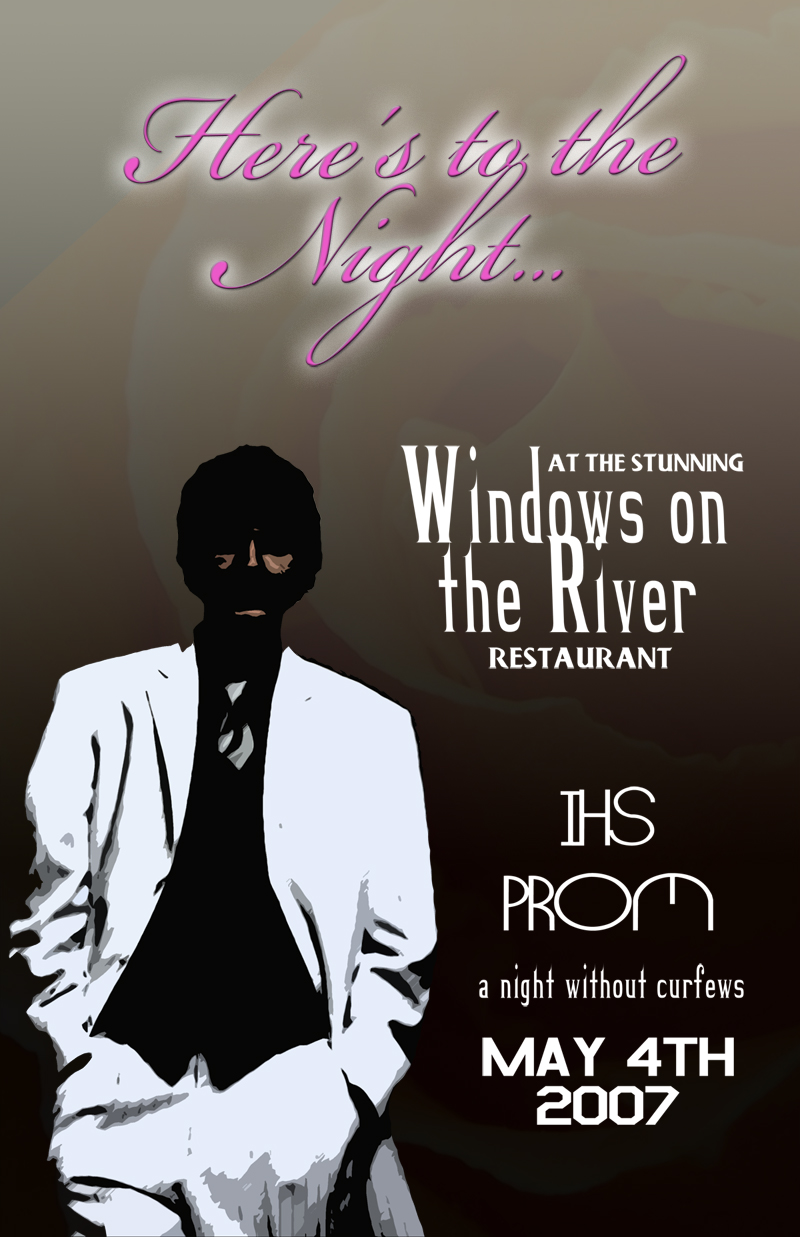 Here's to the
Night...
AT THE STUNNING
Windows on
the River
RESTAURANT
IHS
PROM
a night without curfews
MAY 4TH
2007